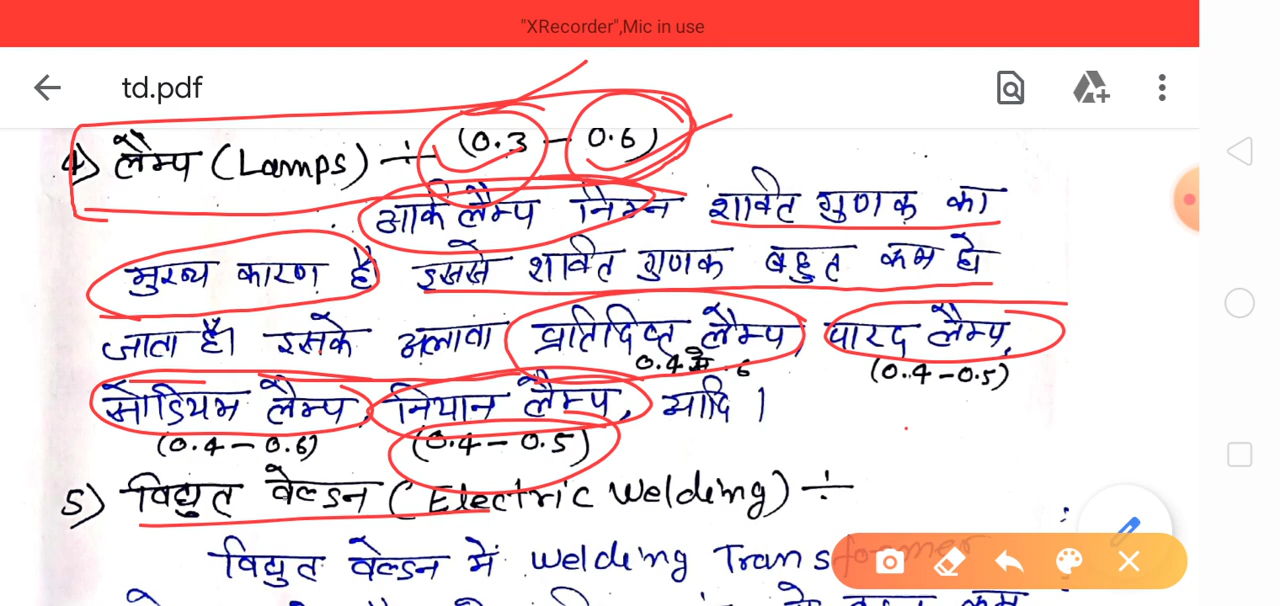 "XRecorder",Mic in use
td.pdf
4) लैम्प (Lamps) ÷ (0.3 – 0.6)
आर्क लैम्प निम्न शक्ति गुणक का
मुख्य कारण है इससे शक्ति गुणक बहुत कम हो
जाता है। इसके अलावा प्रतिदिप्त लैम्प, पारद लैम्प,
0.4 से .6 (0.4 – 0.5)
सोडियम लैम्प, नियान लैम्प, आदि।
(0.4 – 0.6) (0.4 – 0.5)
5) विद्युत वेल्डन (Electric Welding) ÷
विद्युत वेल्डन में welding Transformer